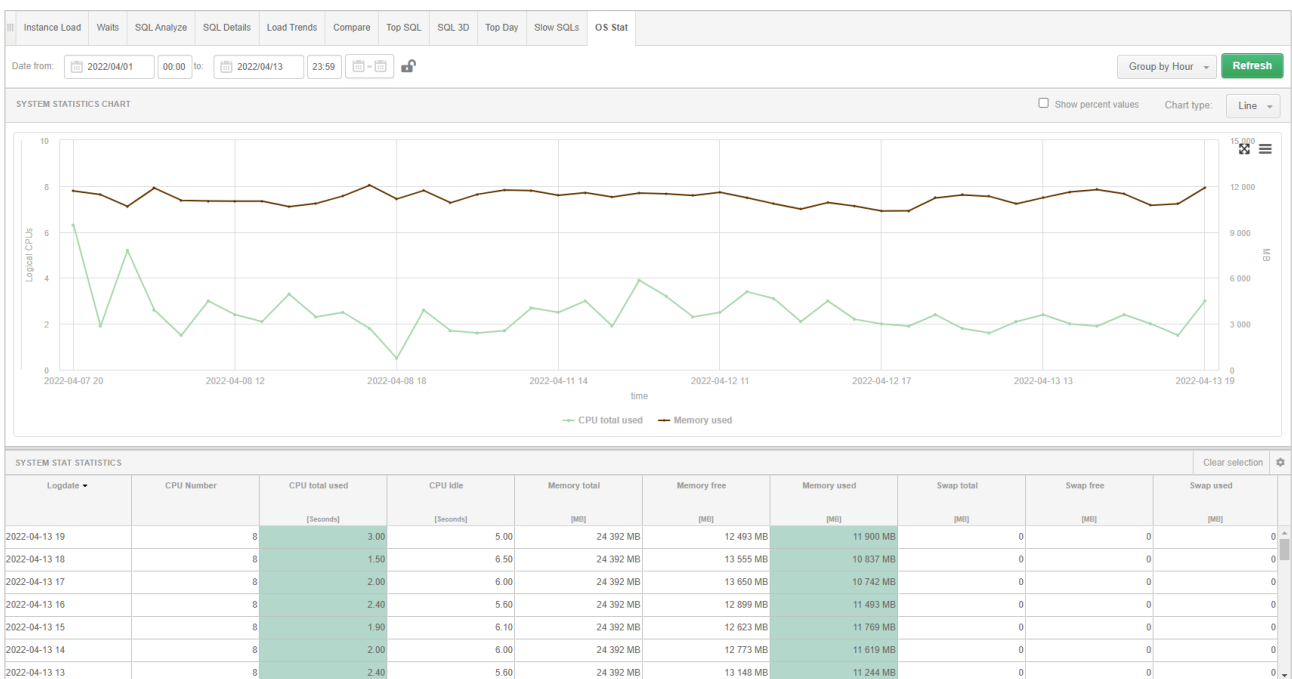 Instance Load Waits SQL Analyze SQL Details Load Trends Compare Top SQL SQL 3D Top Day Slow SQLs OS Stat
Date from: 2022/04/01 00:00 to: 2022/04/13 23:59 Group by Hour Refresh
SYSTEM STATISTICS CHART Show percent values Chart type: Line
10 15 000
8 12 000
6 9 000
4 6 000
2 3 000
0 0
Logical CPUs
MB
2022-04-07 20 2022-04-08 12 2022-04-08 18 2022-04-11 14 2022-04-12 11 2022-04-12 17 2022-04-13 13 2022-04-13 19
time
CPU total used Memory used
SYSTEM STAT STATISTICS Clear selection
Logdate CPU Number CPU total used CPU Idle Memory total Memory free Memory used Swap total Swap free Swap used
[Seconds] [Seconds] [MB] [MB] [MB] [MB] [MB] [MB]
2022-04-13 19 8 3.00 5.00 24 392 MB 12 493 MB 11 900 MB 0 0 0
2022-04-13 18 8 1.50 6.50 24 392 MB 13 555 MB 10 837 MB 0 0 0
2022-04-13 17 8 2.00 6.00 24 392 MB 13 650 MB 10 742 MB 0 0 0
2022-04-13 16 8 2.40 5.60 24 392 MB 12 899 MB 11 493 MB 0 0 0
2022-04-13 15 8 1.90 6.10 24 392 MB 12 623 MB 11 769 MB 0 0 0
2022-04-13 14 8 2.00 6.00 24 392 MB 12 773 MB 11 619 MB 0 0 0
2022-04-13 13 8 2.40 5.60 24 392 MB 13 148 MB 11 244 MB 0 0 0